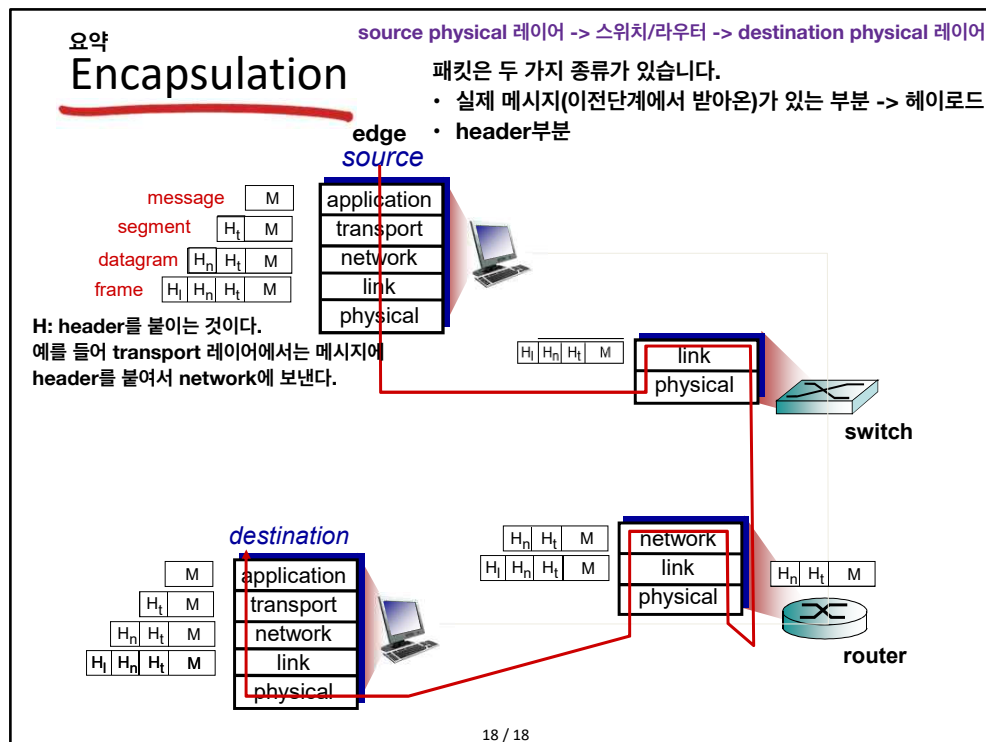 source physical 레이어 -> 스위치/라우터 -> destination physical 레이어
요약
Encapsulation
패킷은 두 가지 종류가 있습니다.
• 실제 메시지(이전단계에서 받아온)가 있는 부분 -> 헤이로드
• header부분
edge
source
message M
segment Ht M
datagram Hn Ht M
frame Hl Hn Ht M
application
transport
network
link
physical
H: header를 붙이는 것이다.
예를 들어 transport 레이어에서는 메시지에
header를 붙여서 network에 보낸다.
Hl Hn Ht M
link
physical
switch
destination
M
Ht M
Hn Ht M
Hl Hn Ht M
application
transport
network
link
physical
Hn Ht M
Hl Hn Ht M
network
link
physical
Hn Ht M
router
18 / 18